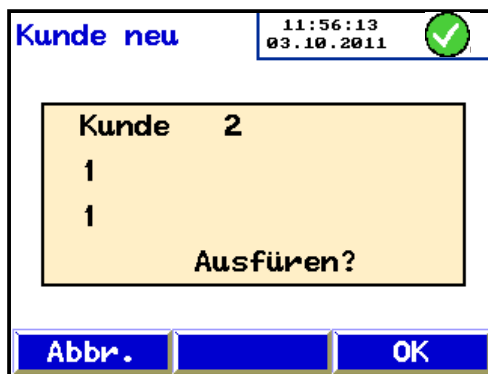 Kunde neu
11:56:13
03.10.2011
Kunde 2
1
1
Ausfüren?
Abbr. OK